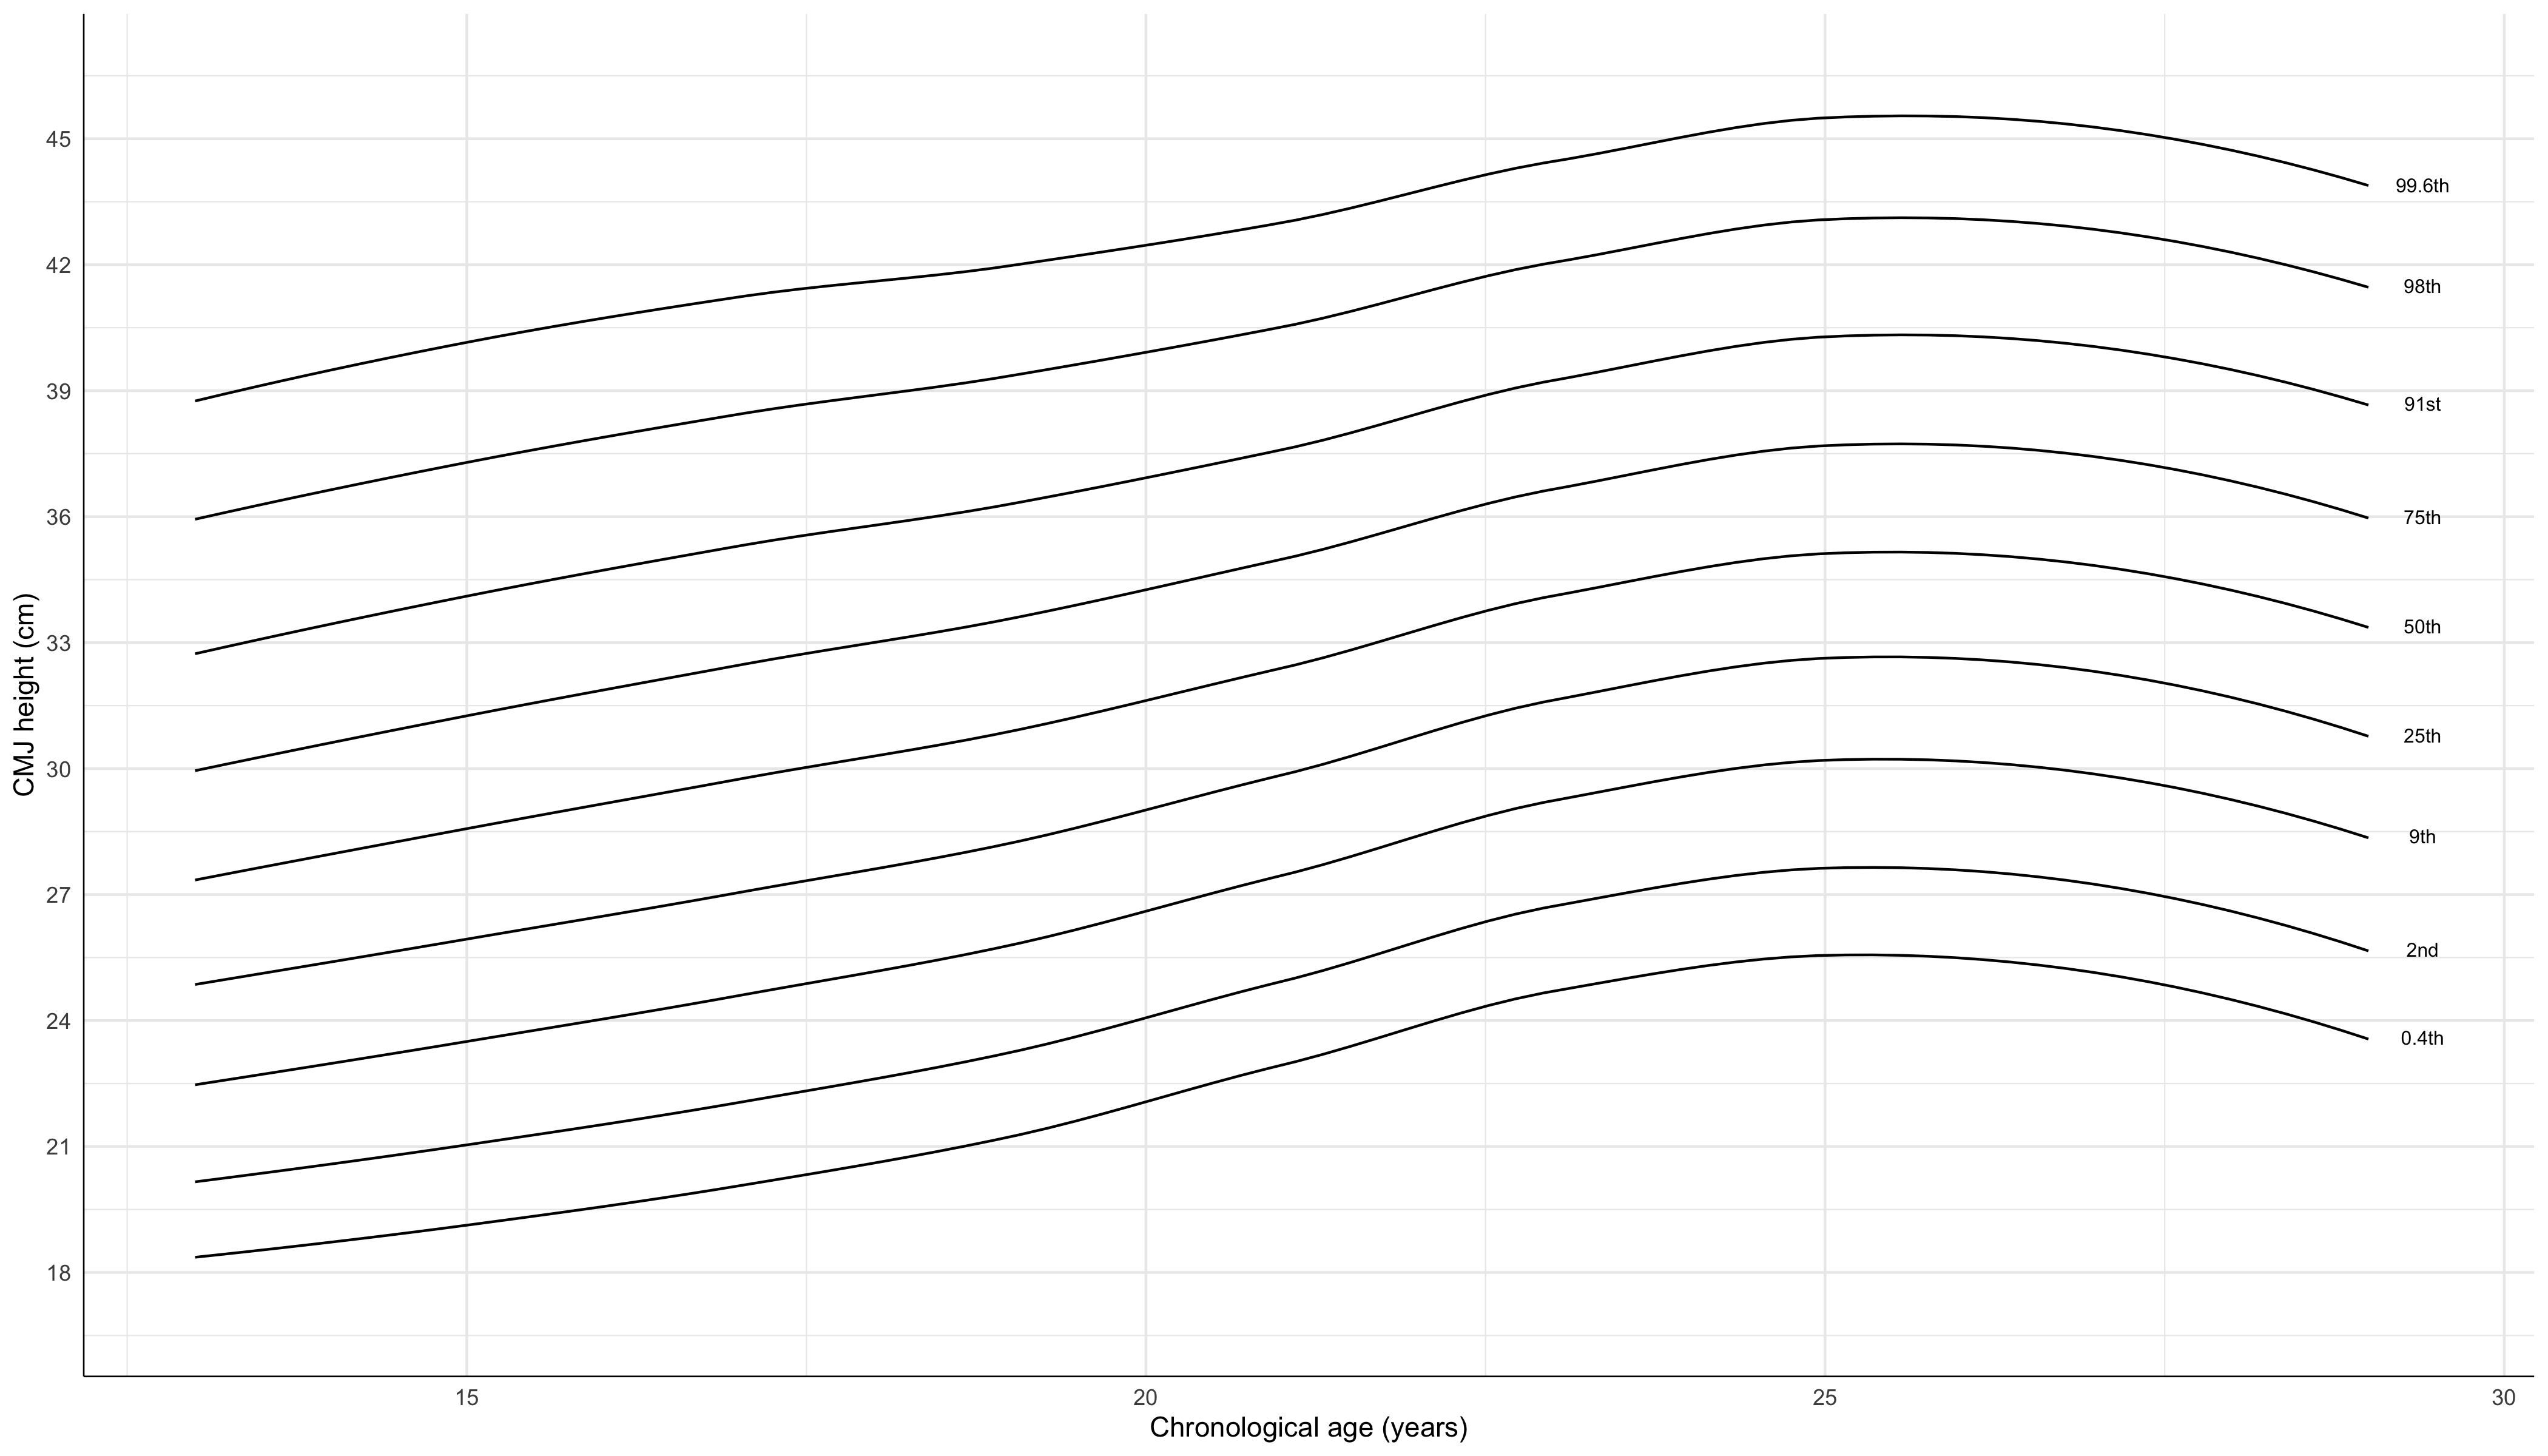 45
42
39
36
33
30
27
24
21
18
CMJ height (cm)
99.6th
98th
91st
75th
50th
25th
9th
2nd
0.4th
15 20 25 30
Chronological age (years)